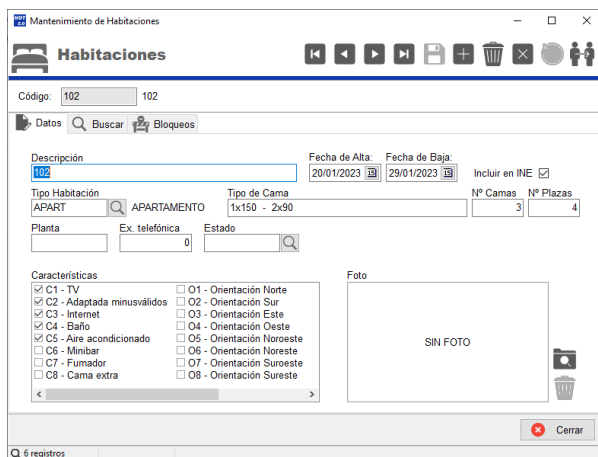 HOT 5.0 Mantenimiento de Habitaciones
Habitaciones
Código: 102 102
Datos Buscar Bloqueos
Descripción Fecha de Alta: Fecha de Baja:
102 20/01/2023 29/01/2023 Incluir en INE
Tipo Habitación Tipo de Cama Nº Camas Nº Plazas
APART APARTAMENTO 1x150 - 2x90 3 4
Planta Ex. telefónica Estado
0
Características Foto
C1 - TV O1 - Orientación Norte
C2 - Adaptada minusválidos O2 - Orientación Sur
C3 - Internet O3 - Orientación Este
C4 - Baño O4 - Orientación Oeste
C5 - Aire acondicionado O5 - Orientación Noroeste
C6 - Minibar O6 - Orientación Noreste
C7 - Fumador O7 - Orientación Suroeste
C8 - Cama extra O8 - Orientación Sureste
SIN FOTO
Cerrar
6 registros